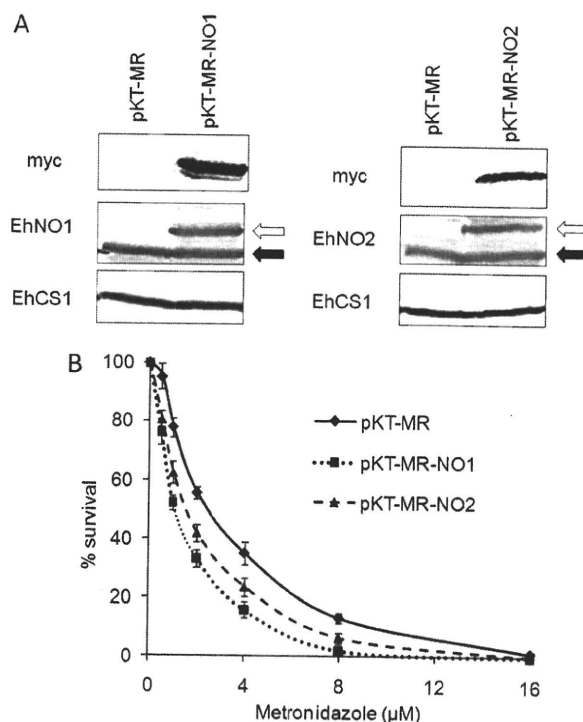 A
pKT-MR
pKT-MR-NO1
myc
EhNO1
EhCS1
pKT-MR
pKT-MR-NO2
myc
EhNO2
EhCS1
B
100
80
60
40
20
0
% survival
pKT-MR
pKT-MR-NO1
pKT-MR-NO2
0
4
8
12
16
Metronidazole (µM)